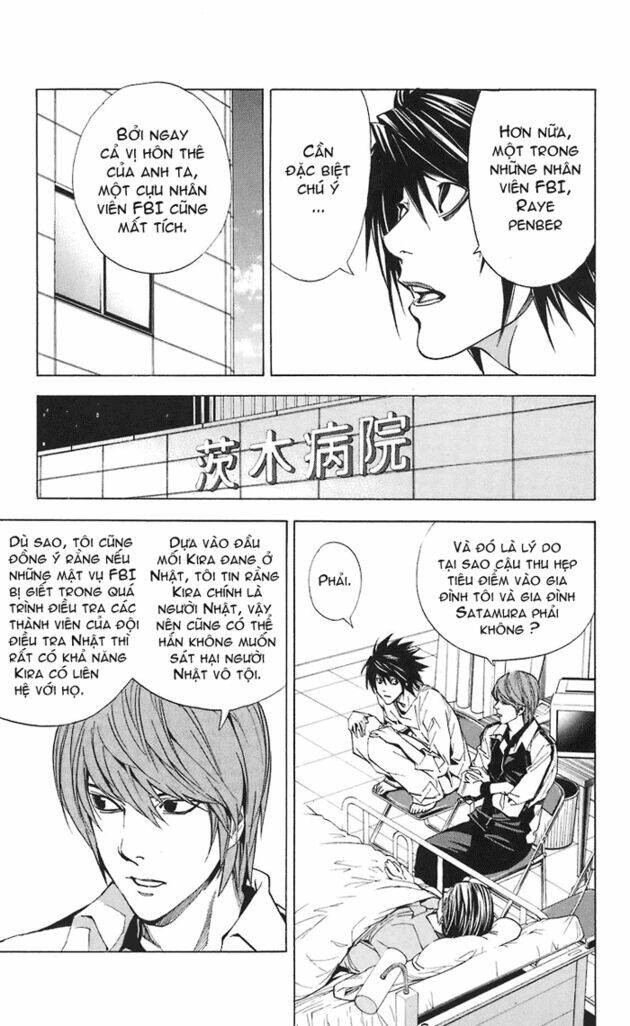 HƠN NỮA,
MỘT TRONG
NHỮNG NHÂN
VIÊN FBI,
RAYE
PENBER
CẦN
ĐẶC BIỆT
CHÚ Ý
...
BỞI NGAY
CẢ VỊ HÔN THÊ
CỦA ANH TA,
MỘT CỰU NHÂN
VIÊN FBI CŨNG
MẤT TÍCH.
茨木病院
VÀ ĐÓ LÀ LÝ DO
TẠI SAO CẬU THU HẸP
TIÊU ĐIỂM VÀO GIA
ĐÌNH TÔI VÀ GIA ĐÌNH
SATAMURA PHẢI
KHÔNG ?
PHẢI.
DỰA VÀO ĐẦU
MỐI KIRA ĐANG Ở
NHẬT, TÔI TIN RẰNG
KIRA CHÍNH LÀ
NGƯỜI NHẬT, VẬY
NÊN CŨNG CÓ THỂ
HẮN KHÔNG MUỐN
SÁT HẠI NGƯỜI
NHẬT VÔ TỘI.
DÙ SAO, TÔI CŨNG
ĐỒNG Ý RẰNG NẾU
NHỮNG MẬT VỤ FBI
BỊ GIẾT TRONG QUÁ
TRÌNH ĐIỀU TRA CÁC
THÀNH VIÊN CỦA ĐỘI
ĐIỀU TRA NHẬT THÌ
RẤT CÓ KHẢ NĂNG
KIRA CÓ LIÊN
HỆ VỚI HỌ.